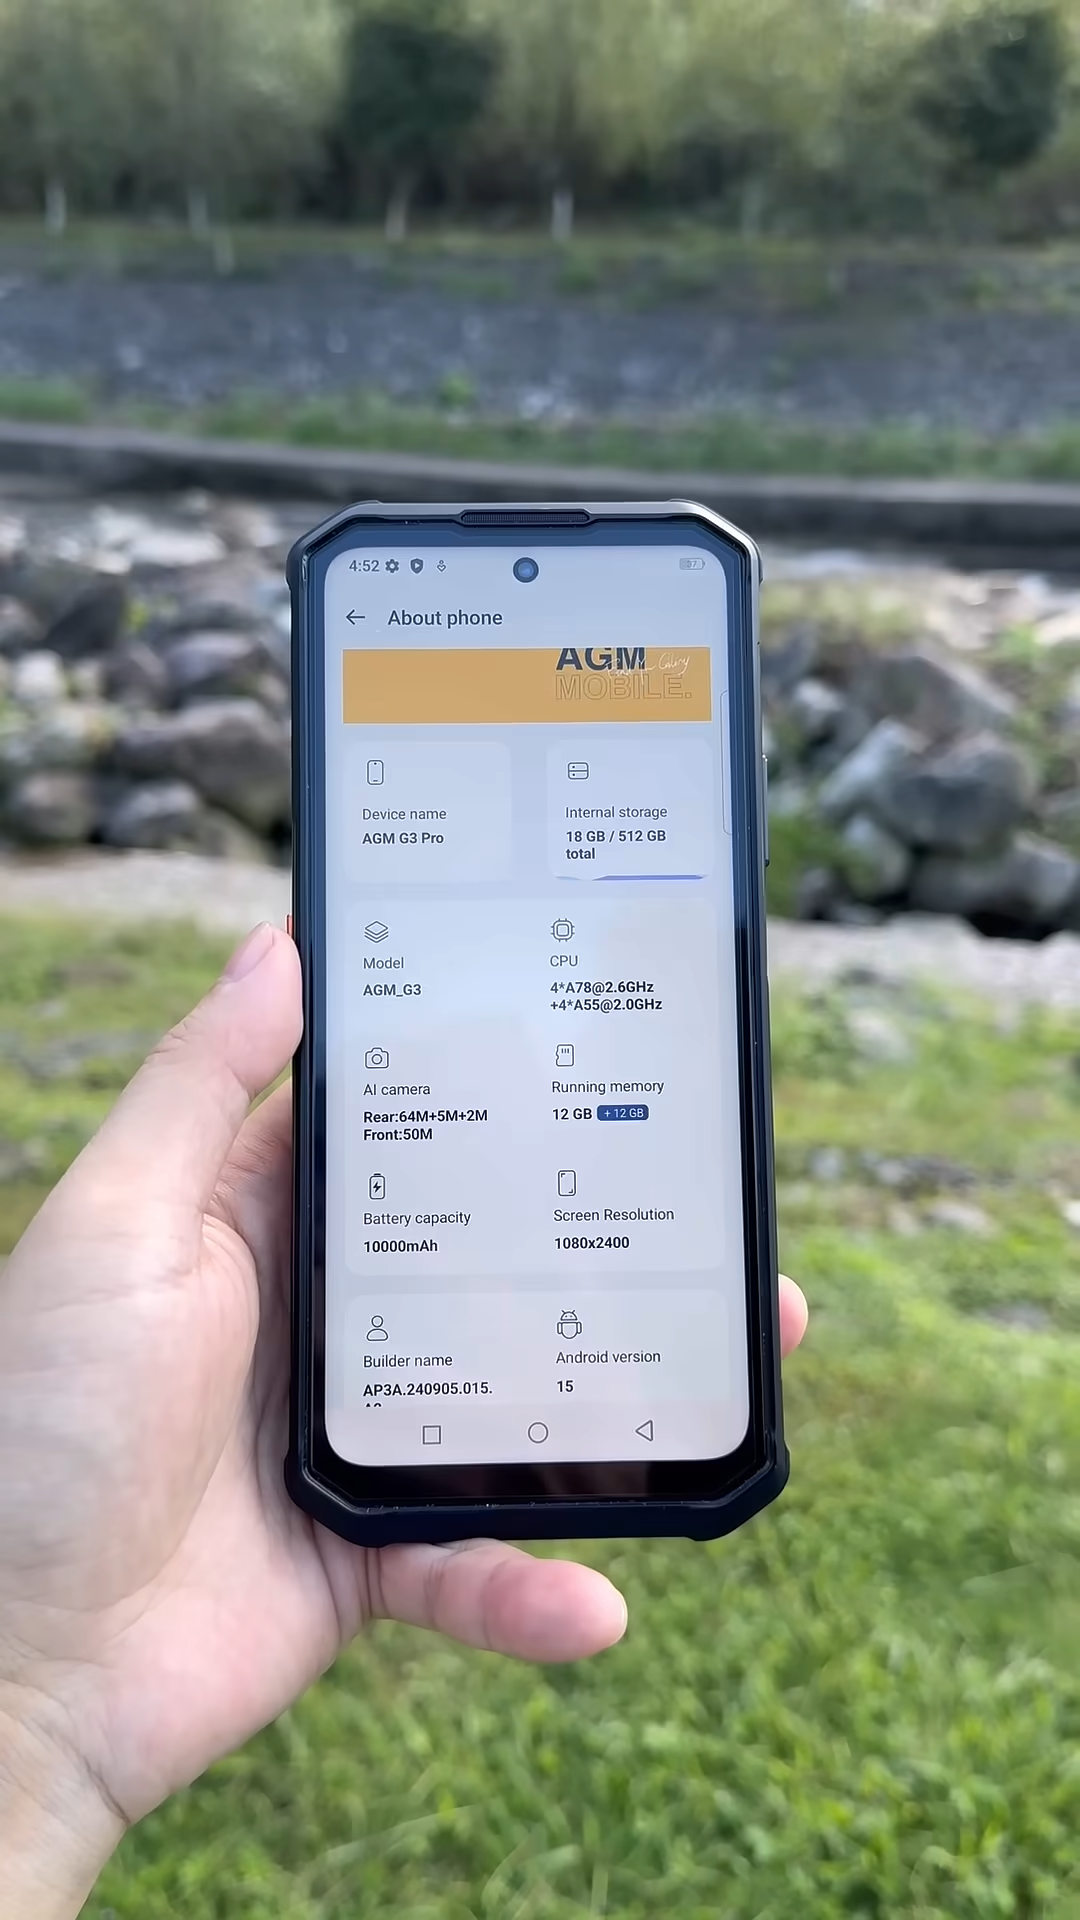 4:52
37
About phone
AGM
MOBILE.
Device name
AGM G3 Pro
Internal storage
18 GB / 512 GB
total
Model
AGM_G3
CPU
4*A78@2.6GHz
+4*A55@2.0GHz
AI camera
Rear:64M+5M+2M
Front:50M
Running memory
12 GB + 12 GB
Battery capacity
10000mAh
Screen Resolution
1080x2400
Builder name
AP3A.240905.015.
Android version
15